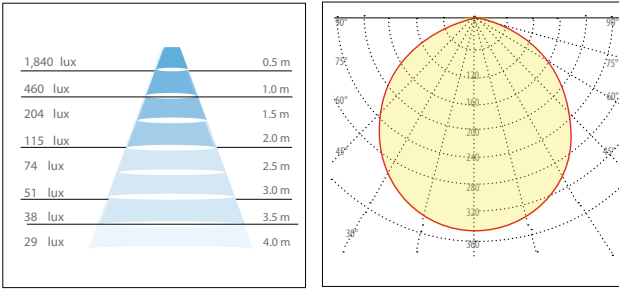 1,840 lux 0.5 m
460 lux 1.0 m
204 lux 1.5 m
115 lux 2.0 m
74 lux 2.5 m
51 lux 3.0 m
38 lux 3.5 m
29 lux 4.0 m
90° 90°
75° 75°
120
60° 60°
160
200
45° 45°
240
280
320
30°
360